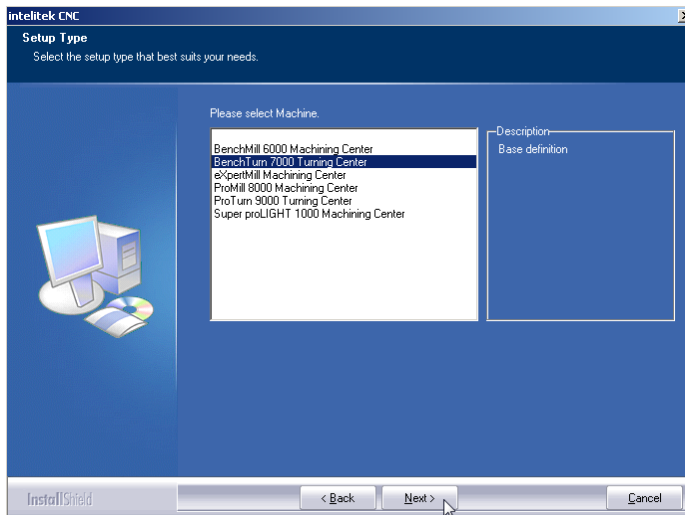 intelitek CNC
Setup Type
Select the setup type that best suits your needs.
Please select Machine.
BenchMill 6000 Machining Center
BenchTurn 7000 Turning Center
eXpertMill Machining Center
ProMill 8000 Machining Center
ProTurn 9000 Turning Center
Super proLIGHT 1000 Machining Center
Description
Base definition
InstallShield
< Back
Next >
Cancel